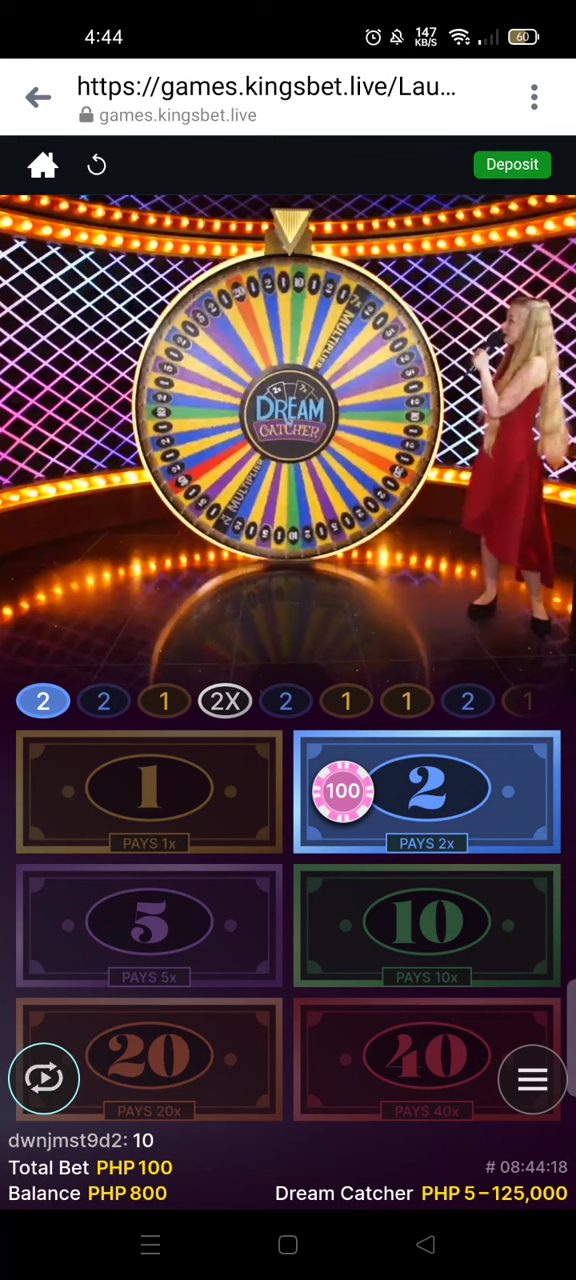 4:44
147
KB/S
60
https://games.kingsbet.live/Lau...
games.kingsbet.live
Deposit
MULTIPLIER
DREAM
CATCHER
MULTIPLIER
2 2 1 2X 2 1 1 2 1
1
PAYS 1x
100
2
PAYS 2x
5
PAYS 5x
10
PAYS 10x
20
PAYS 20x
40
PAYS 40x
dwnjmst9d2: 10
Total Bet PHP 100
# 08:44:18
Balance PHP 800
Dream Catcher PHP 5–125,000